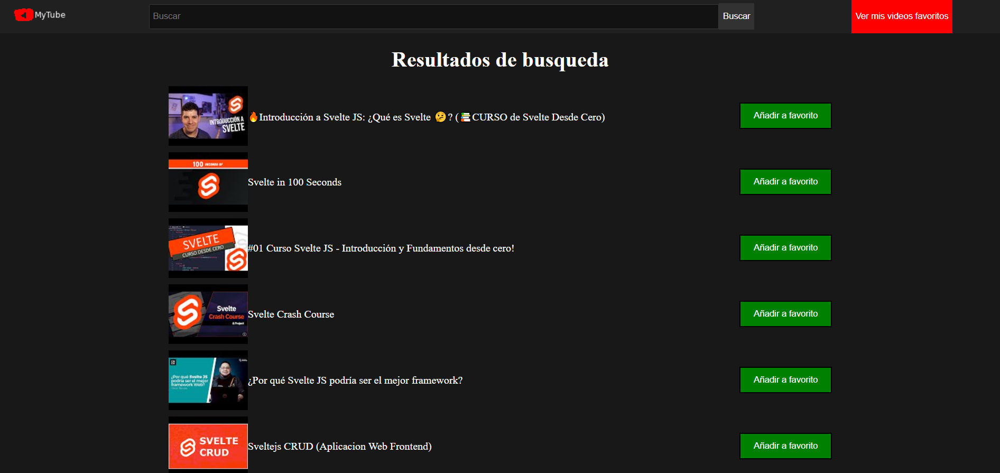 MyTube
Buscar
Buscar
Ver mis videos favoritos
Resultados de busqueda
INTRODUCCIÓN A
SVELTE
🔥Introducción a Svelte JS: ¿Qué es Svelte 🤔? (📚CURSO de Svelte Desde Cero)
Añadir a favorito
100 SECONDS OF
Svelte in 100 Seconds
Añadir a favorito
SVELTE
CURSO DESDE CERO
#01 Curso Svelte JS - Introducción y Fundamentos desde cero!
Añadir a favorito
Svelte
Crash Course
& Project
Svelte Crash Course
Añadir a favorito
¿Por qué Svelte JS
podría ser el mejor
framework Web?
¿Por qué Svelte JS podría ser el mejor framework?
Añadir a favorito
SVELTE
CRUD
Sveltejs CRUD (Aplicacion Web Frontend)
Añadir a favorito